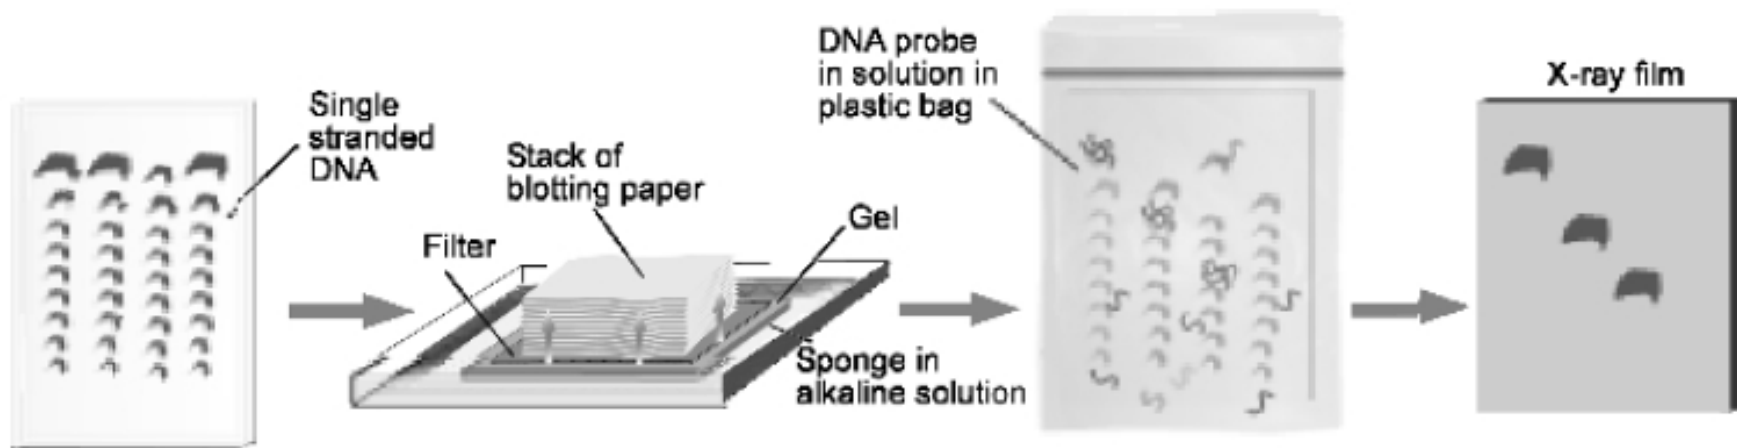 Single
stranded
DNA
Stack of
blotting paper
Filter
Gel
Sponge in
alkaline solution
DNA probe
in solution in
plastic bag
X-ray film